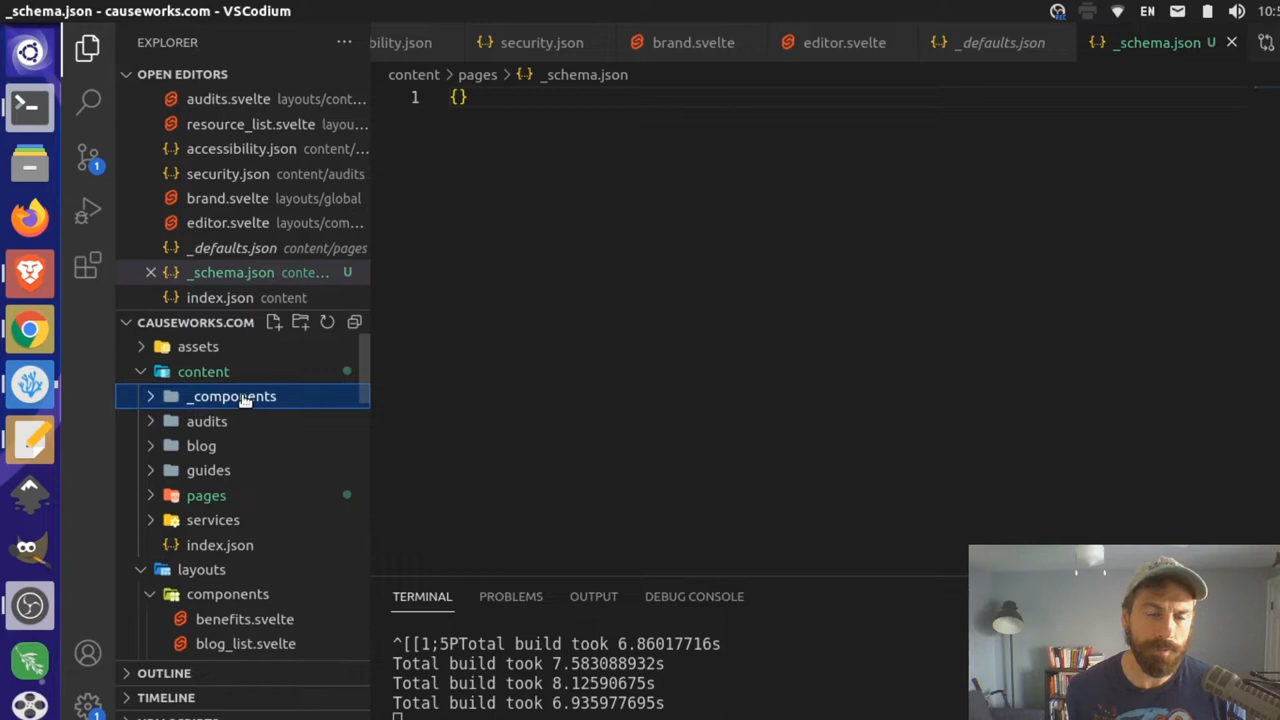 _schema.json - causeworks.com - VSCodium
REC
EN
10:5
EXPLORER
bility.json
security.json
brand.svelte
editor.svelte
_defaults.json
_schema.json U
OPEN EDITORS
content pages _schema.json
1 {}
audits.svelte layouts/cont...
resource_list.svelte layou...
accessibility.json content/...
security.json content/audits
brand.svelte layouts/global
editor.svelte layouts/com...
_defaults.json content/pages
_schema.json conte... U
index.json content
1
CAUSEWORKS.COM
assets
content
_components
audits
blog
guides
pages
services
index.json
layouts
components
benefits.svelte
blog_list.svelte
OUTLINE
TIMELINE
1
TERMINAL
PROBLEMS
OUTPUT
DEBUG CONSOLE
^[[1;5PTotal build took 6.86017716s
Total build took 7.583088932s
Total build took 8.12590675s
Total build took 6.935977695s